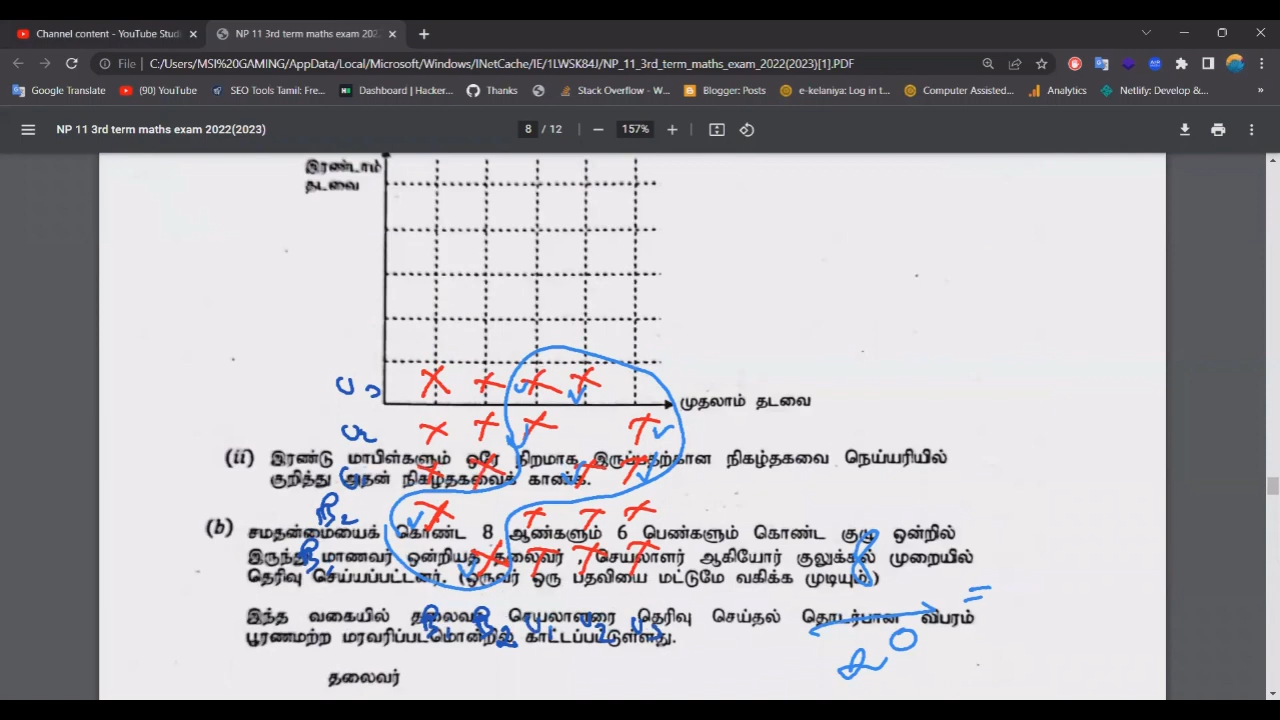 Channel content - YouTube Stud
NP 11 3rd term maths exam 202
File C:/Users/MSI%20GAMING/AppData/Local/Microsoft/Windows/INetCache/IE/1LWSK84J/NP_11_3rd_term_maths_exam_2022(2023)[1].PDF
Google Translate (90) YouTube SEO Tools Tamil: Fre... Dashboard | Hacker... Thanks Stack Overflow - W... Blogger: Posts e-kelaniya: Log in t... Computer Assisted... Analytics Netlify: Develop &... »
NP 11 3rd term maths exam 2022(2023) 8 / 12 157%
இரண்டாம்
தடவை
முதலாம் தடவை
(ii) இரண்டு மாபிள்களும் ஒரே நிறமாக இருப்பதற்கான நிகழ்தகவை நெய்யரியில்
குறித்து அதன் நிகழ்தகவைக் காண்க.
(b) சமதன்மையைக் கொண்ட 8 ஆண்களும் 6 பெண்களும் கொண்ட குழு ஒன்றில்
இருந்து மாணவர் ஒன்றியத் தலைவர் , செயலாளர் ஆகியோர் குலுக்கல் முறையில்
தெரிவு செய்யப்பட்டனர். (ஒருவர் ஒரு பதவியை மட்டுமே வகிக்க முடியும்)
இந்த வகையில் தலைவர் செயலாளரை தெரிவு செய்தல் தொடர்பான விபரம்
பூரணமற்ற மரவரிப்படமொன்றில் காட்டப்பட்டுள்ளது.
8
=
20
தலைவர்